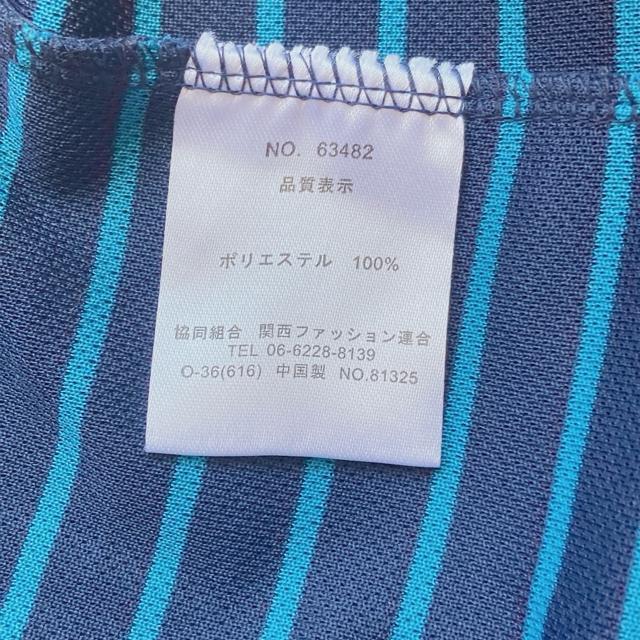 NO. 63482
品質表示
ポリエステル 100%
協同組合 関西ファッション連合
TEL 06-6228-8139
O-36(616) 中国製 NO.81325